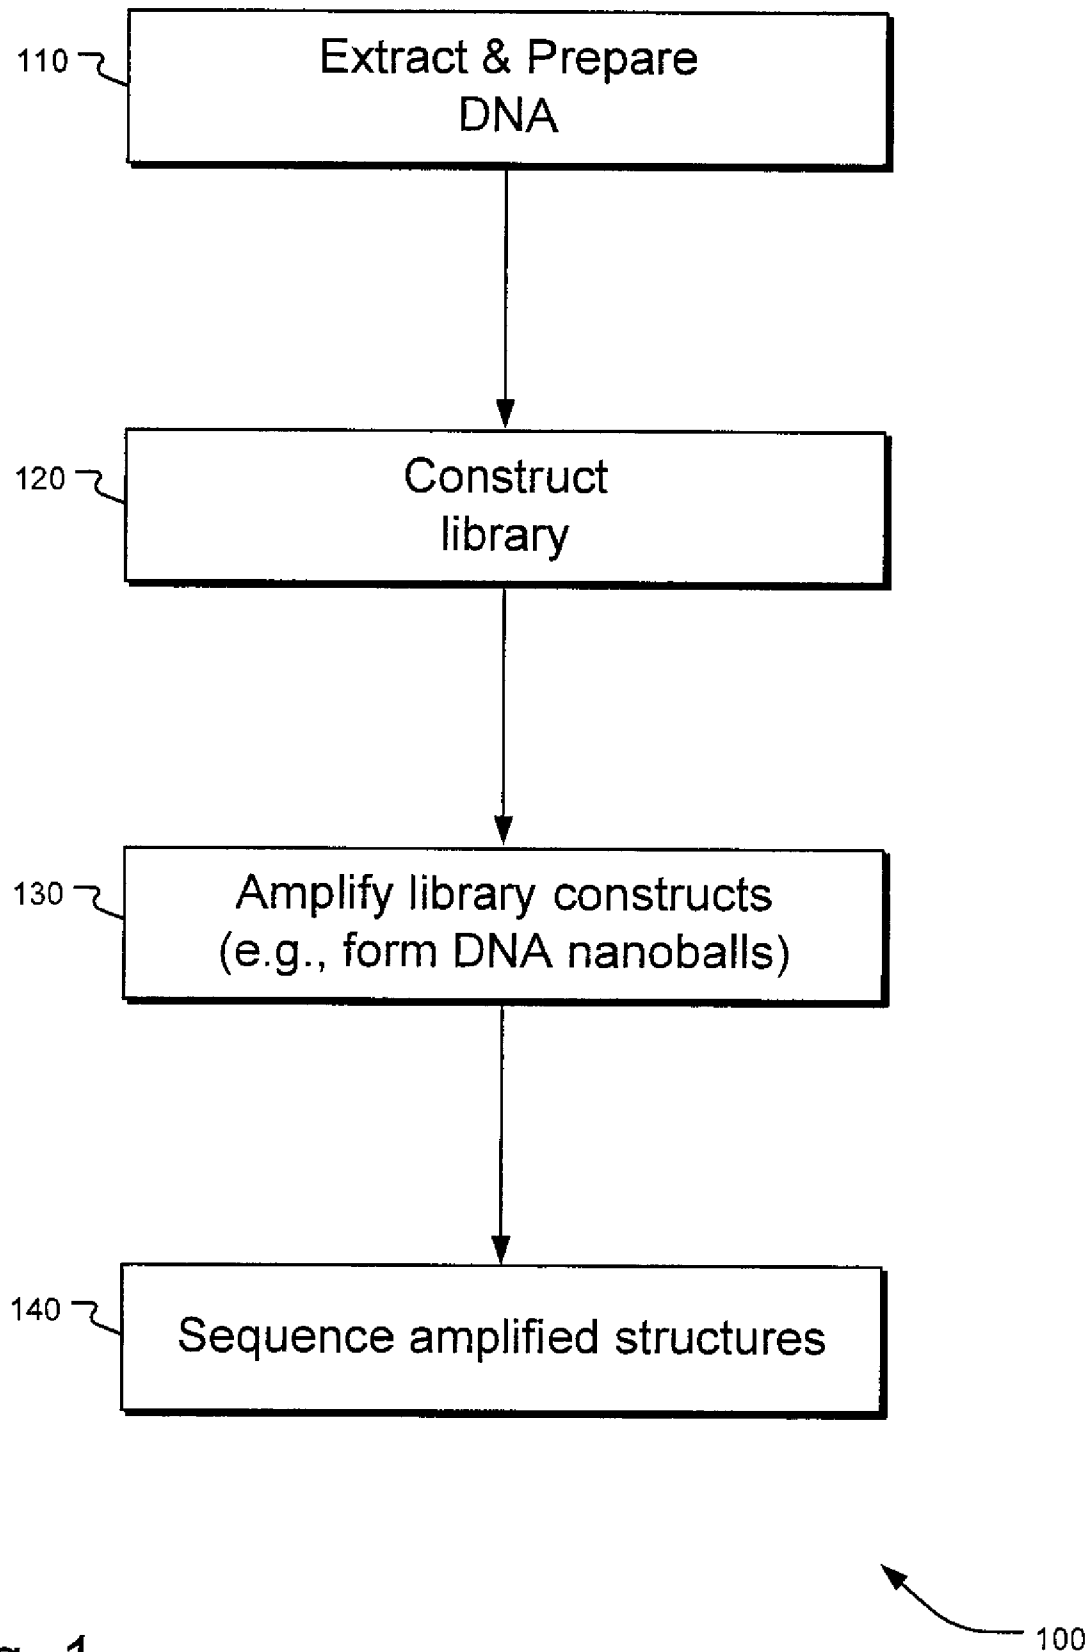 110
Extract & Prepare
DNA
120
Construct
library
130
Amplify library constructs
(e.g., form DNA nanoballs)
140
Sequence amplified structures
100